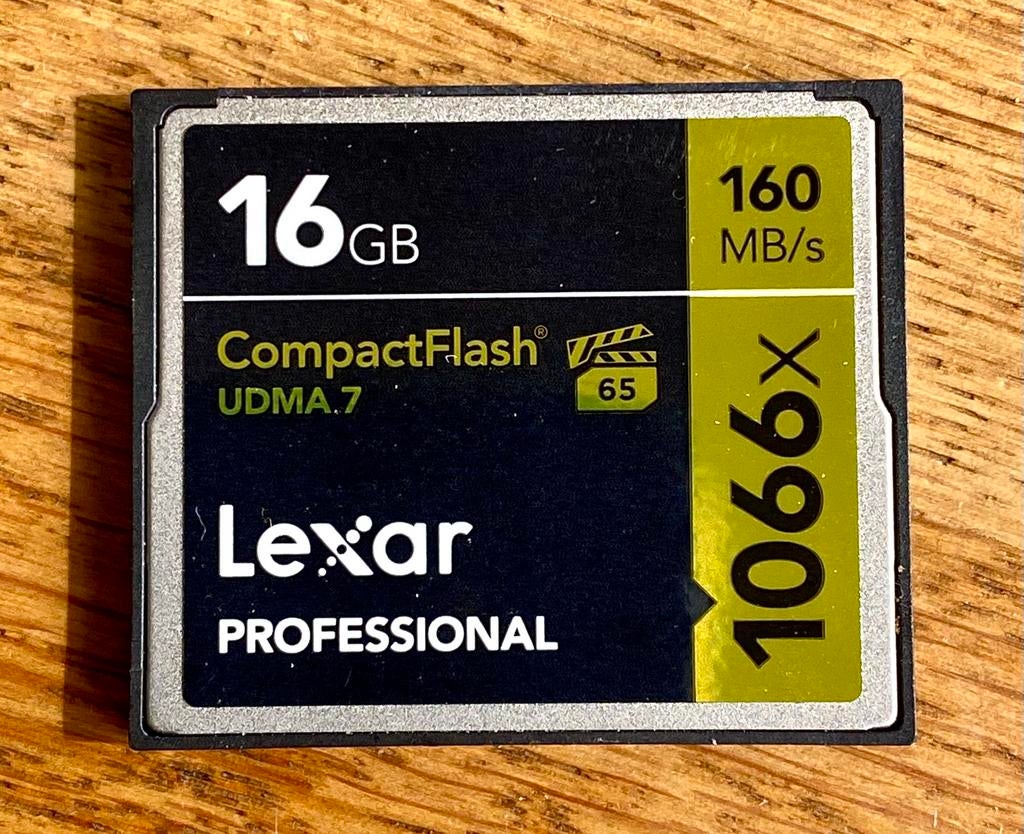 16GB
160
MB/s
CompactFlash®
UDMA 7
65
1066x
Lexar
PROFESSIONAL